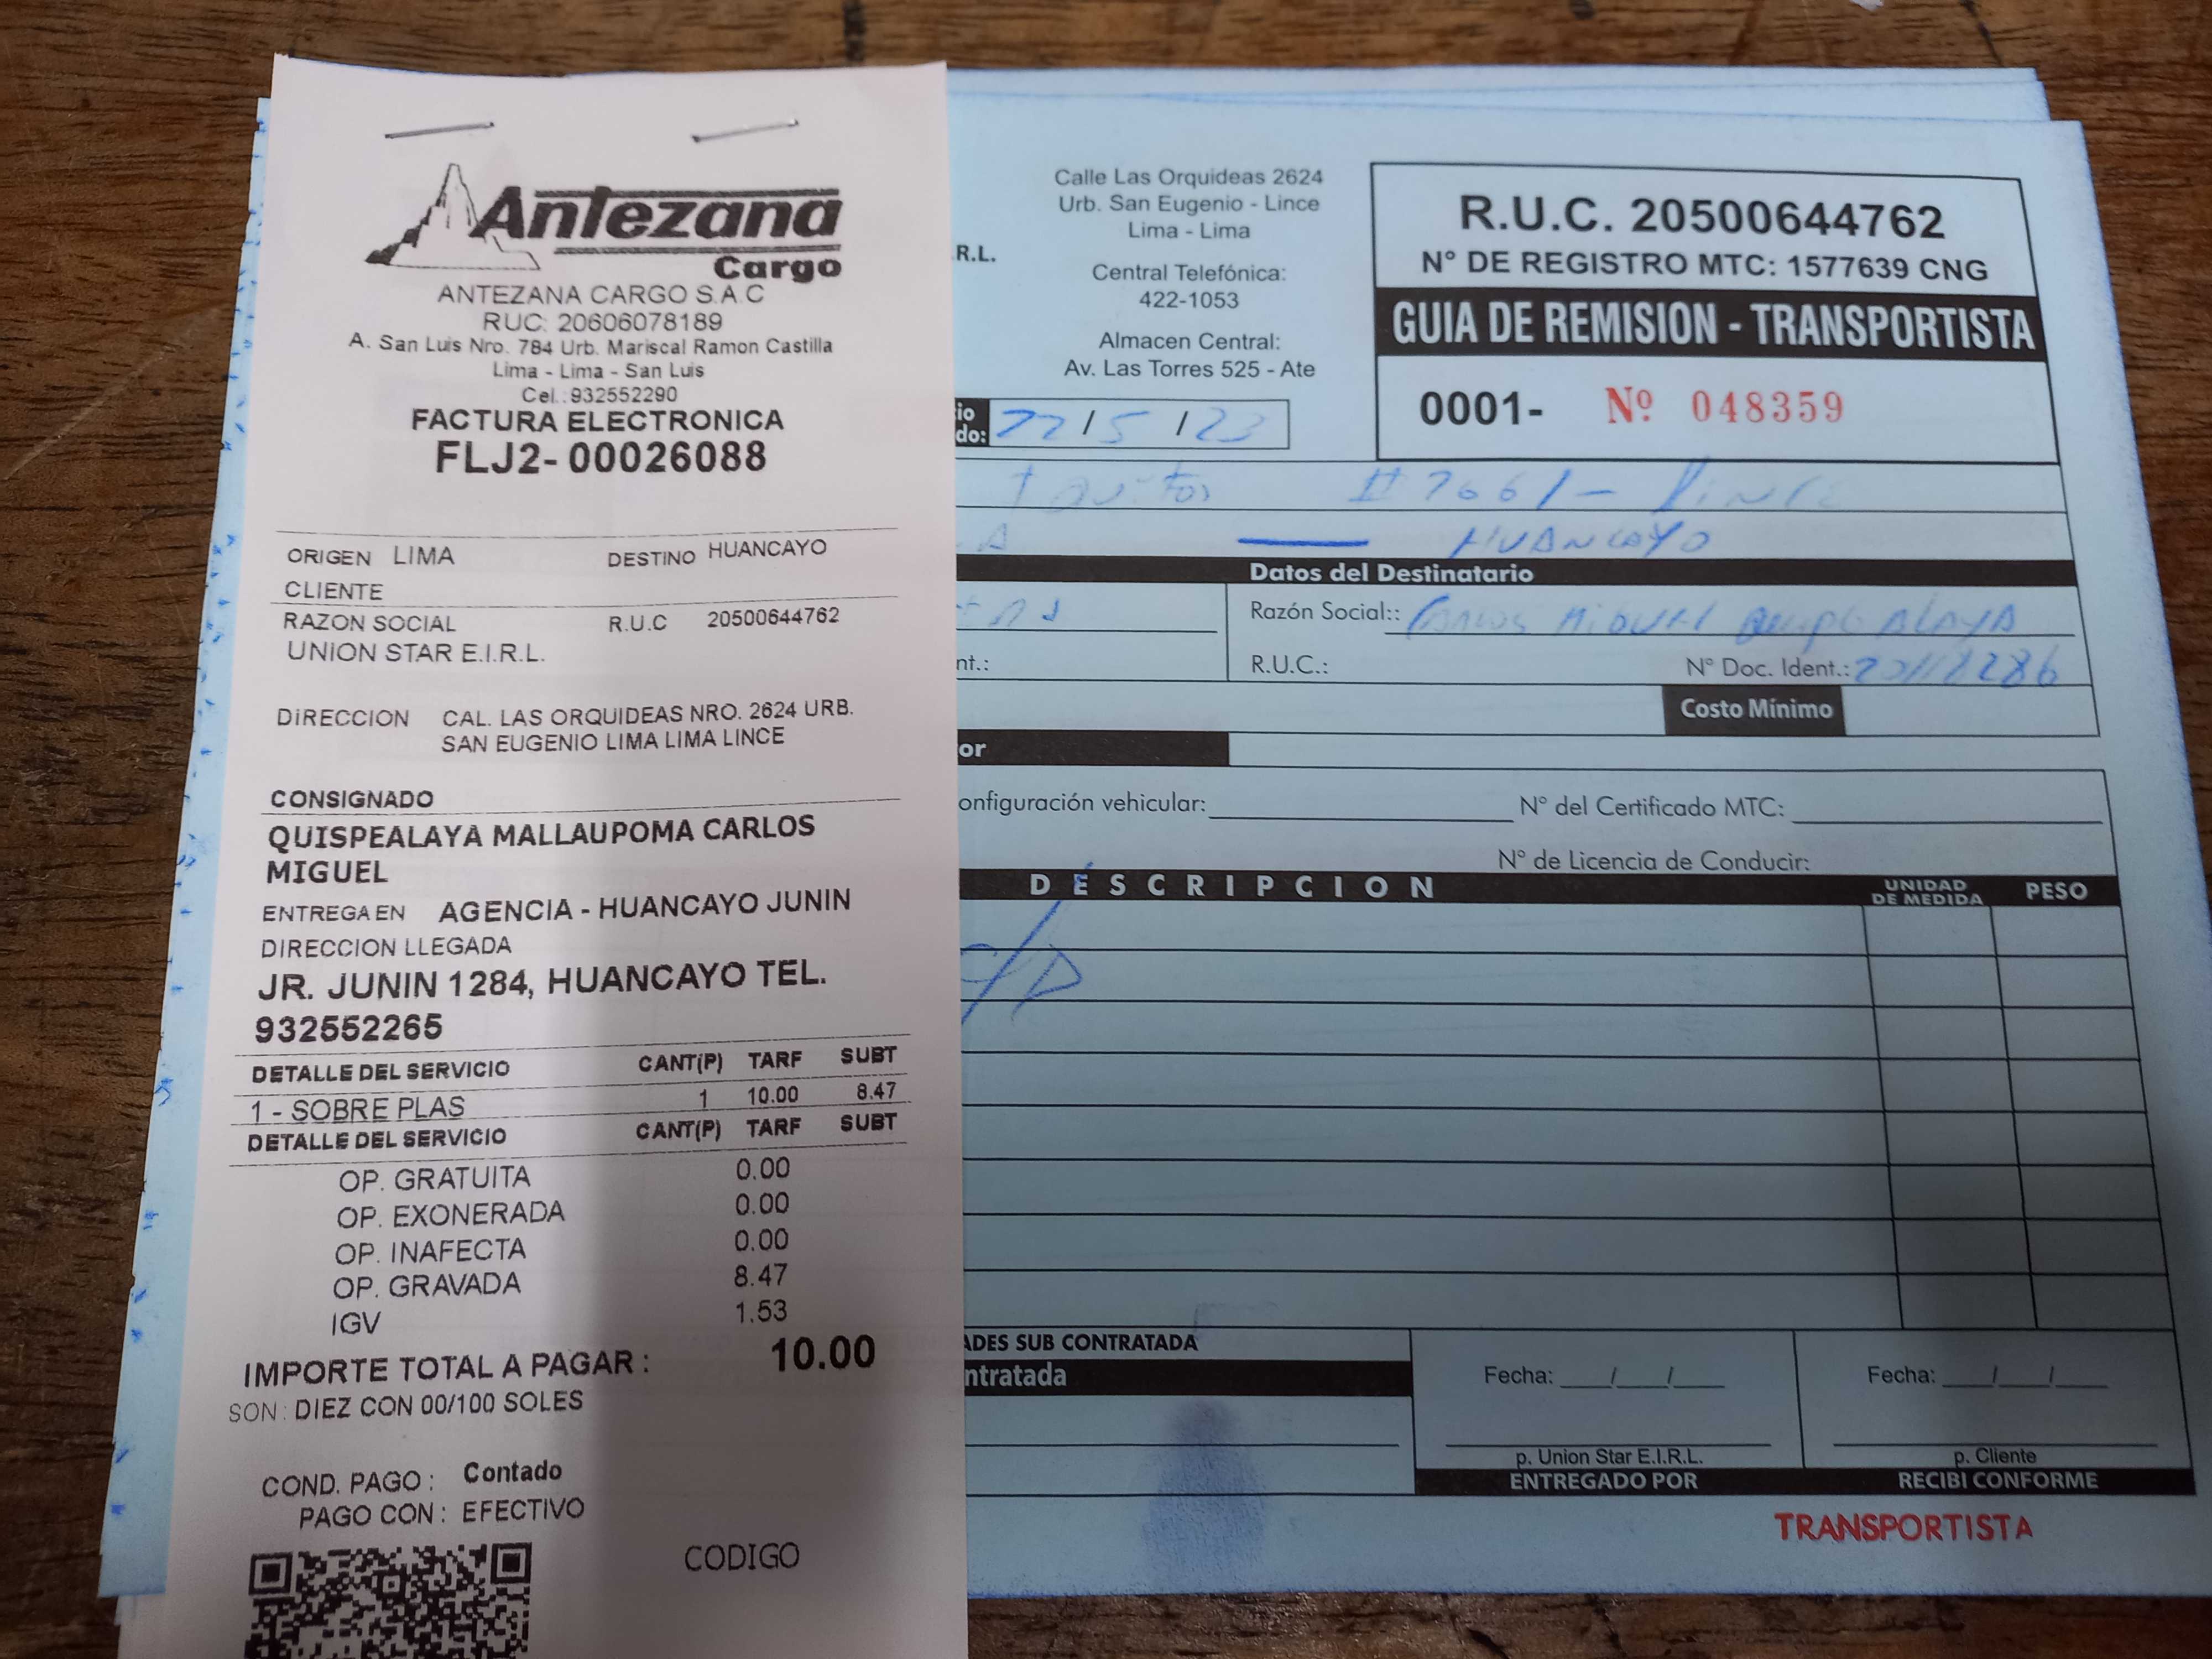 Antezana
Cargo
ANTEZANA CARGO S.A.C
RUC: 20606078189
A. San Luis Nro. 784 Urb. Mariscal Ramon Castilla
Lima - Lima - San Luis
Cel.:932552290
FACTURA ELECTRONICA
FLJ2- 00026088
ORIGEN LIMA DESTINO HUANCAYO
CLIENTE
RAZON SOCIAL R.U.C 20500644762
UNION STAR E.I.R.L.
DIRECCION CAL. LAS ORQUIDEAS NRO. 2624 URB.
SAN EUGENIO LIMA LIMA LINCE
CONSIGNADO
QUISPEALAYA MALLAUPOMA CARLOS
MIGUEL
ENTREGA EN AGENCIA - HUANCAYO JUNIN
DIRECCION LLEGADA
JR. JUNIN 1284, HUANCAYO TEL.
932552265
DETALLE DEL SERVICIO CANT(P) TARF SUBT
1 - SOBRE PLAS 1 10.00 8.47
DETALLE DEL SERVICIO CANT(P) TARF SUBT
OP. GRATUITA 0.00
OP. EXONERADA 0.00
OP. INAFECTA 0.00
OP. GRAVADA 8.47
IGV 1.53
IMPORTE TOTAL A PAGAR : 10.00
SON : DIEZ CON 00/100 SOLES
COND. PAGO : Contado
PAGO CON : EFECTIVO
CODIGO
R.L.
Calle Las Orquideas 2624
Urb. San Eugenio - Lince
Lima - Lima
Central Telefónica:
422-1053
Almacen Central:
Av. Las Torres 525 - Ate
R.U.C. 20500644762
N° DE REGISTRO MTC: 1577639 CNG
GUIA DE REMISION - TRANSPORTISTA
0001- Nº 048359
io
do: 22/5/23
HUANCAYO
Datos del Destinatario
Razón Social:: Carlos Miguel ALAYA
nt.: R.U.C.: N° Doc. Ident.:
Costo Mínimo
or
onfiguración vehicular: N° del Certificado MTC:
N° de Licencia de Conducir:
DESCRIPCION UNIDAD DE MEDIDA PESO
ADES SUB CONTRATADA
ntratada
Fecha: / / Fecha: / /
p. Union Star E.I.R.L. p. Cliente
ENTREGADO POR RECIBI CONFORME
TRANSPORTISTA